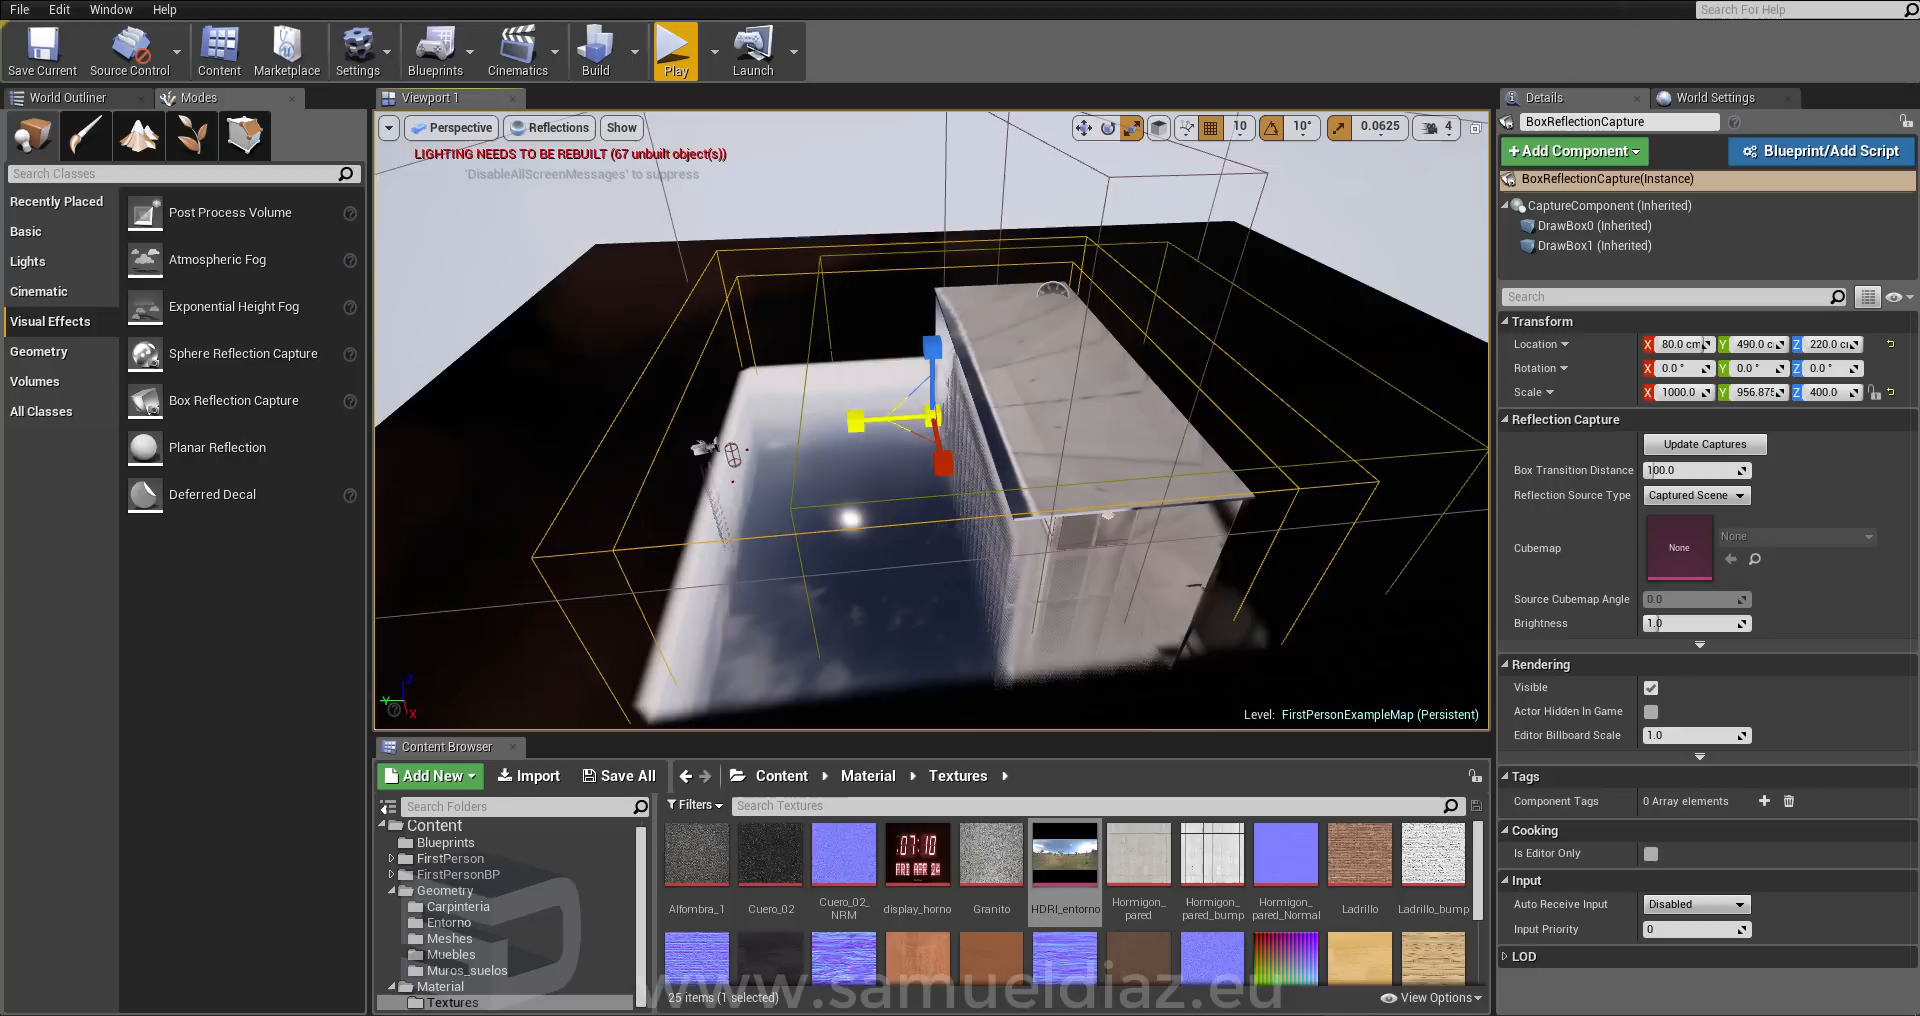 File Edit Window Help
Search For Help
Save Current Source Control Content Marketplace Settings Blueprints Cinematics Build Play Launch
World Outliner Modes
Viewport 1
Details World Settings
Perspective Reflections Show
10 10° 0.0625 4
LIGHTING NEEDS TO BE REBUILT (67 unbuilt object(s))
'DisableAllScreenMessages' to suppress
Search Classes
Recently Placed
Basic
Lights
Cinematic
Visual Effects
Geometry
Volumes
All Classes
Post Process Volume
Atmospheric Fog
Exponential Height Fog
Sphere Reflection Capture
Box Reflection Capture
Planar Reflection
Deferred Decal
Z
Y
X
Level: FirstPersonExampleMap (Persistent)
BoxReflectionCapture
+Add Component
Blueprint/Add Script
BoxReflectionCapture(Instance)
CaptureComponent (Inherited)
DrawBox0 (Inherited)
DrawBox1 (Inherited)
Search
Transform
Location X 80.0 cm Y 490.0 c Z 220.0 c
Rotation X 0.0 ° Y 0.0 ° Z 0.0 °
Scale X 1000.0 Y 956.875 Z 400.0
Reflection Capture
Update Captures
Box Transition Distance 100.0
Reflection Source Type Captured Scene
Cubemap None None
Source Cubemap Angle 0.0
Brightness 1.0
Rendering
Visible
Actor Hidden In Game
Editor Billboard Scale 1.0
Tags
Component Tags 0 Array elements
Cooking
Is Editor Only
Input
Auto Receive Input Disabled
Input Priority 0
LOD
Content Browser
Add New Import Save All Content Material Textures
Search Folders
Filters Search Textures
Content
Blueprints
FirstPerson
FirstPersonBP
Geometry
Carpinteria
Entorno
Meshes
Muebles
Muros_suelos
Material
Textures
07:10
FRI APR 24
Alfombra_1 Cuero_02 Cuero_02_NRM display_horno Granito HDRI_entorno Hormigon_pared Hormigon_pared_bump Hormigon_pared_Normal Ladrillo Ladrillo_bump
25 items (1 selected)
View Options
www.samueldiaz.eu